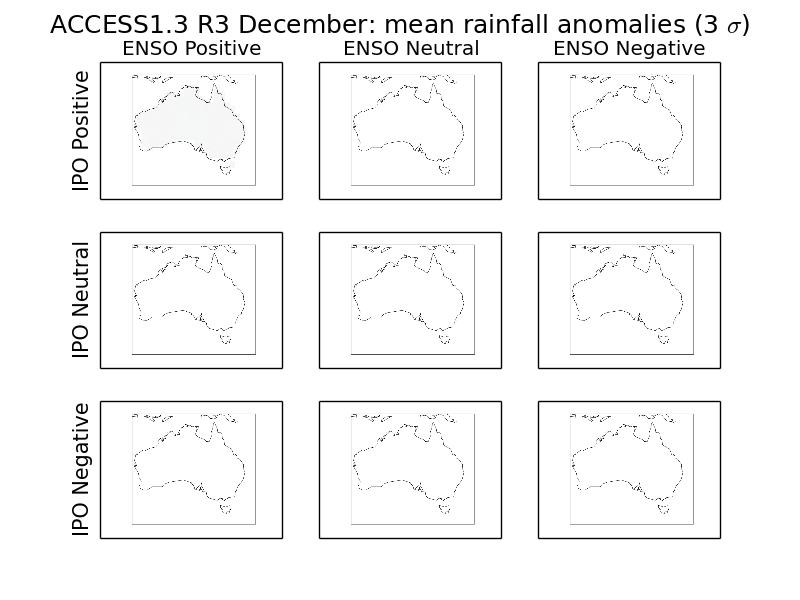 ACCESS1.3 R3 December: mean rainfall anomalies (3 σ)
ENSO Positive
ENSO Neutral
ENSO Negative
IPO Positive
IPO Neutral
IPO Negative